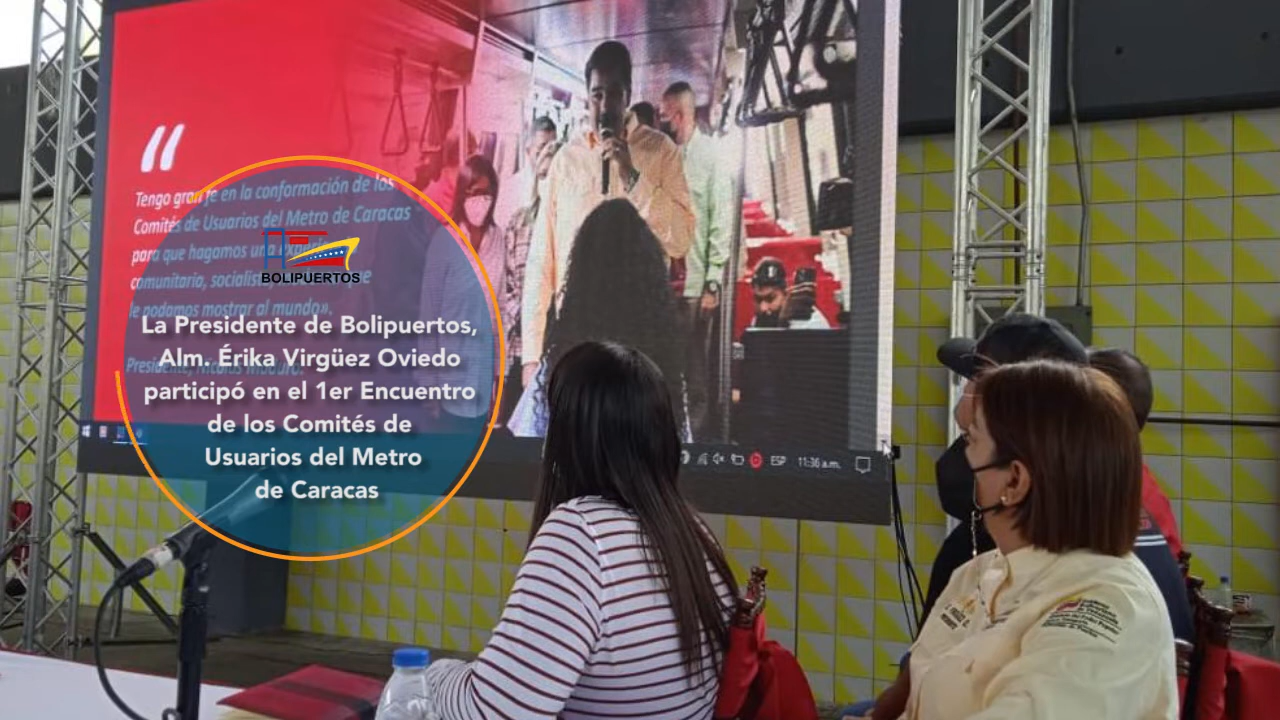 “
Tengo gran fe en la conformación de los
Comités de Usuarios del Metro de Caracas
para que hagamos una
comunitario,
le podamos mostrar al mundo».
Presidente, Nicolás Maduro.
BOLIPUERTOS
La Presidente de Bolipuertos,
Alm. Érika Virgüez Oviedo
participó en el 1er Encuentro
de los Comités de
Usuarios del Metro
de Caracas
ESP
11:36 a.m.